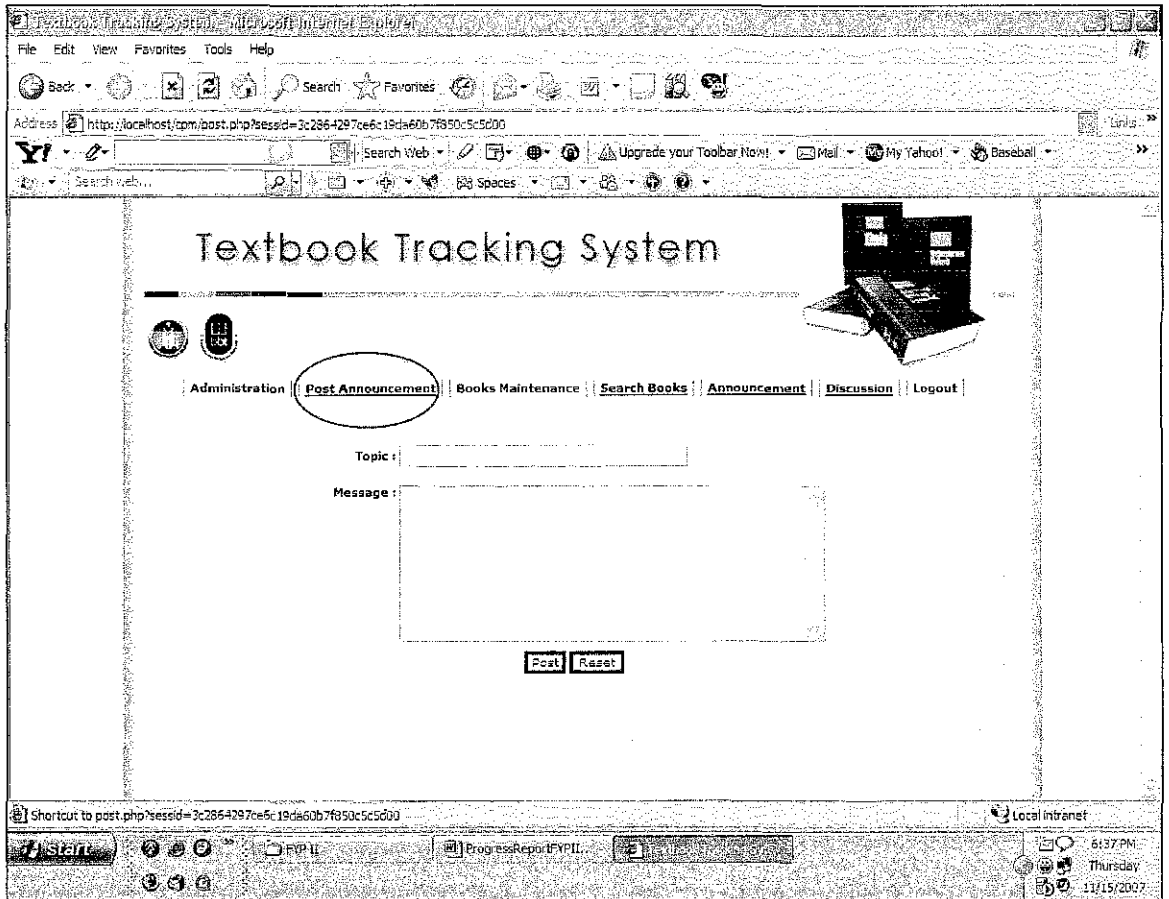 Textbook Tracking System - Microsoft Internet Explorer
File Edit View Favorites Tools Help
Back Search Favorites
Address http://localhost/cpm/post.php?sessid=3c2864297ce6c19da60b7f850c5c5d00 Links »
Y! Search Web Upgrade your Toolbar Now! Mail My Yahoo! Baseball »
Search web... Spaces
Textbook Tracking System
Administration Post Announcement Books Maintenance Search Books Announcement Discussion Logout
Topic :
Message :
Post Reset
Shortcut to post.php?sessid=3c2864297ce6c19da60b7f850c5c5d00 Local intranet
start » FYP II ProgressReportFYPII... 6:37 PM
Thursday
11/15/2007